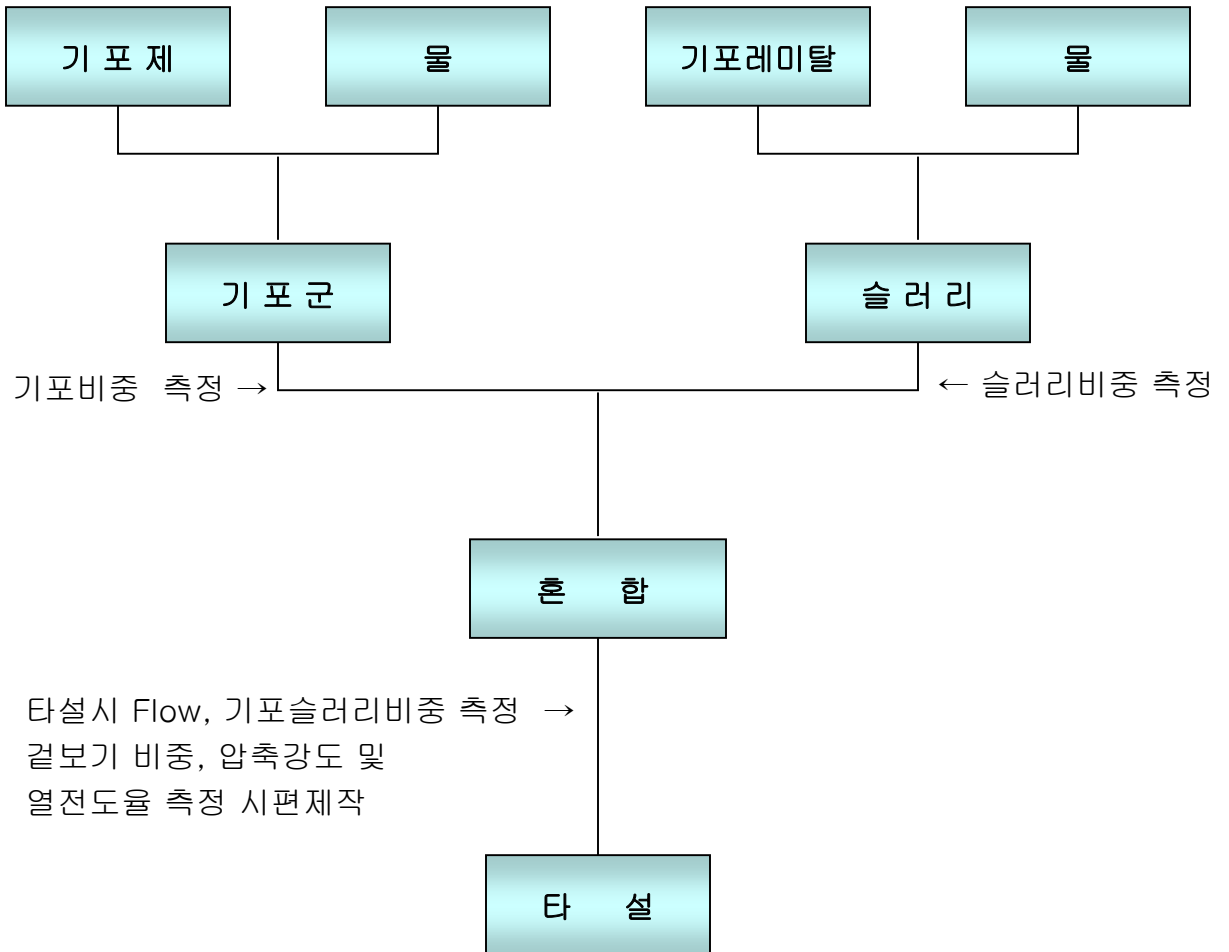 기 포 제
물
기포레미탈
물
기 포 군
슬 러 리
기포비중 측정 →
← 슬러리비중 측정
혼 합
타설시 Flow, 기포슬러리비중 측정 →
겉보기 비중, 압축강도 및
열전도율 측정 시편제작
타 설